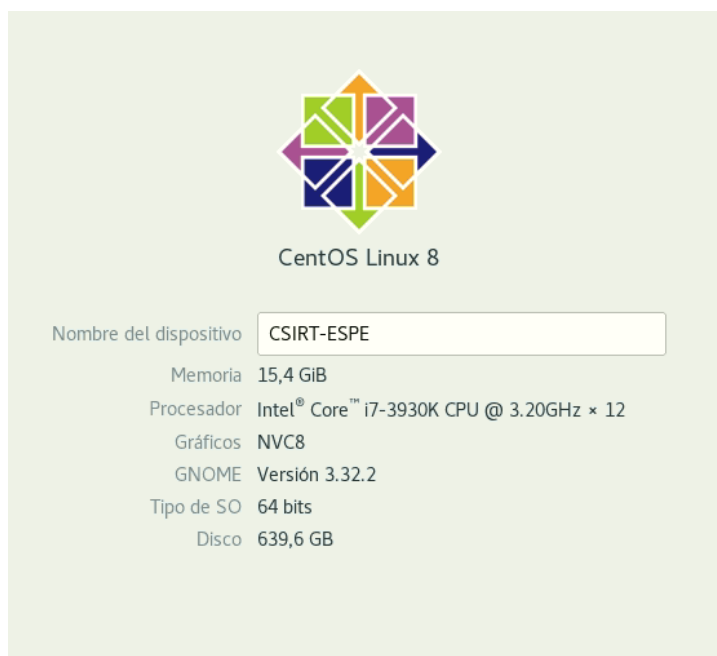 CentOS Linux 8
Nombre del dispositivo CSIRT-ESPE
Memoria 15,4 GiB
Procesador Intel® Core™ i7-3930K CPU @ 3.20GHz × 12
Gráficos NVC8
GNOME Versión 3.32.2
Tipo de SO 64 bits
Disco 639,6 GB